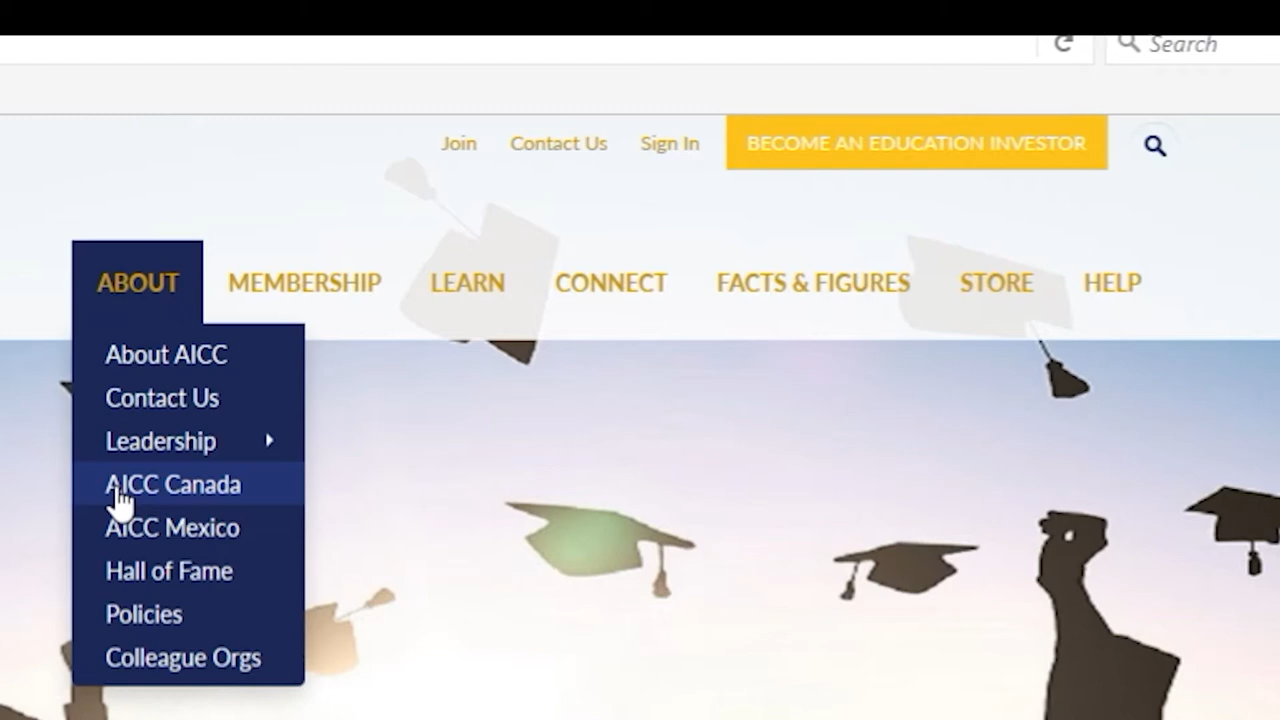 Search
Join Contact Us Sign In BECOME AN EDUCATION INVESTOR
ABOUT MEMBERSHIP LEARN CONNECT FACTS & FIGURES STORE HELP
About AICC
Contact Us
Leadership
AICC Canada
AICC Mexico
Hall of Fame
Policies
Colleague Orgs